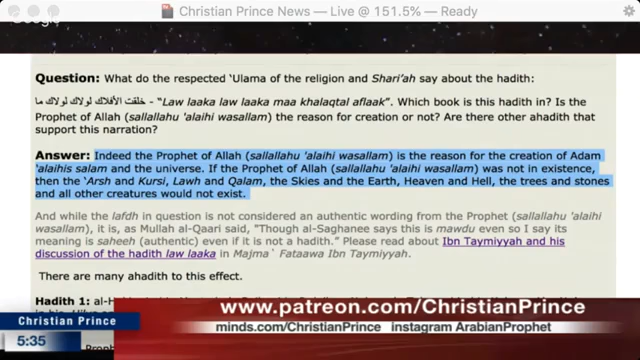 Christian Prince News — Live @ 151.5% — Ready
Question: What do the respected ‘Ulama of the religion and Shari’ah say about the hadith:
خلقت الأفلاك لولاك لولاك ما - “Law laaka law laaka maa khalaqtal aflaak”. Which book is this hadith in? Is the
Prophet of Allah (sallallahu ‘alaihi wasallam) the reason for creation or not? Are there other ahadith that
support this narration?
Answer: Indeed the Prophet of Allah (sallallahu ‘alaihi wasallam) is the reason for the creation of Adam
‘alaihis salam and the universe. If the Prophet of Allah (sallallahu ‘alaihi wasallam) was not in existence,
then the ‘Arsh and Kursi, Lawh and Qalam, the Skies and the Earth, Heaven and Hell, the trees and stones
and all other creatures would not exist.
And while the lafdh in question is not considered an authentic wording from the Prophet (sallallahu ‘alaihi
wasallam), it is, as Mullah al-Qaari said, "Though al-Saghanee says this is mawdu even so I say its
meaning is saheeh (authentic) even if it is not a hadith." Please read about Ibn Taymiyyah and his
discussion of the hadith law laaka in Majma` Fataawa Ibn Taymiyyah.
There are many ahadith to this effect.
Hadith 1:
www.patreon.com/ChristianPrince
Christian Prince
minds.com/ChristianPrince instagram ArabianProphet
5:35